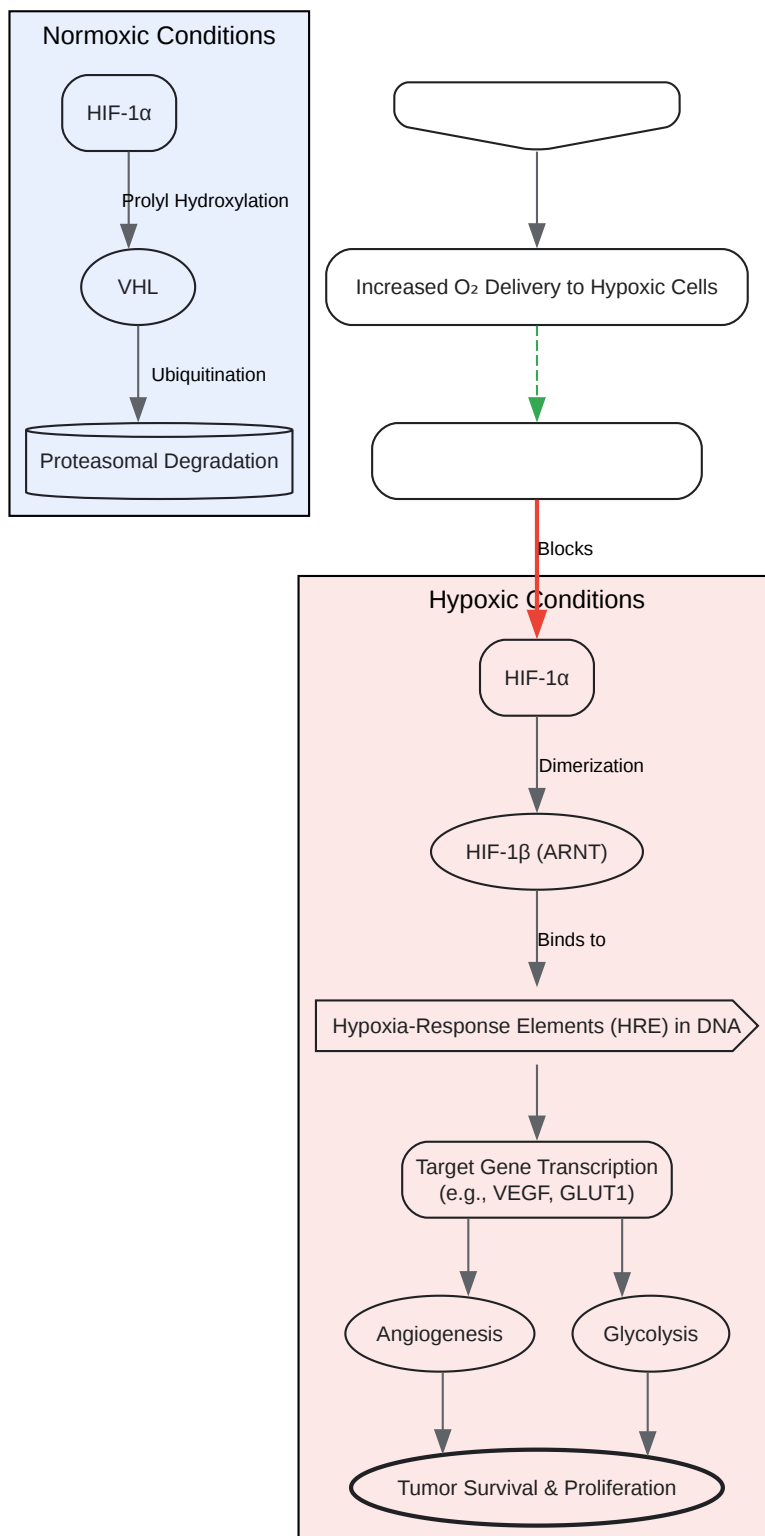 Normoxic Conditions
HIF-1α
Prolyl Hydroxylation
VHL
Ubiquitination
Proteasomal Degradation
Increased O₂ Delivery to Hypoxic Cells
Blocks
Hypoxic Conditions
HIF-1α
Dimerization
HIF-1β (ARNT)
Binds to
Hypoxia-Response Elements (HRE) in DNA
Target Gene Transcription
(e.g., VEGF, GLUT1)
Angiogenesis
Glycolysis
Tumor Survival & Proliferation